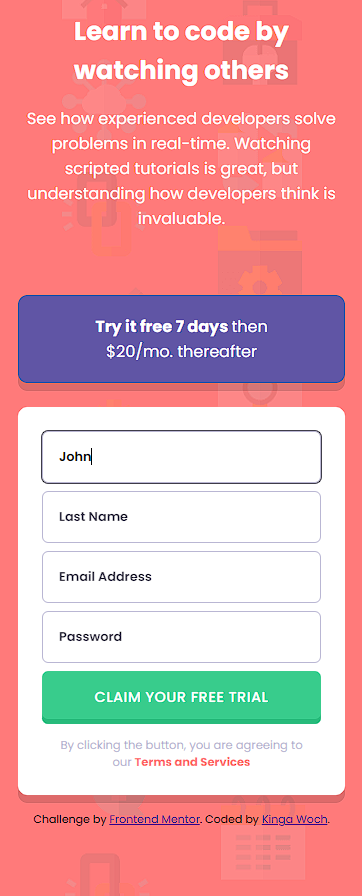 Learn to code by
watching others
See how experienced developers solve
problems in real-time. Watching
scripted tutorials is great, but
understanding how developers think is
invaluable.
Try it free 7 days then
$20/mo. thereafter
John
Last Name
Email Address
Password
CLAIM YOUR FREE TRIAL
By clicking the button, you are agreeing to
our Terms and Services
Challenge by Frontend Mentor. Coded by Kinga Woch.